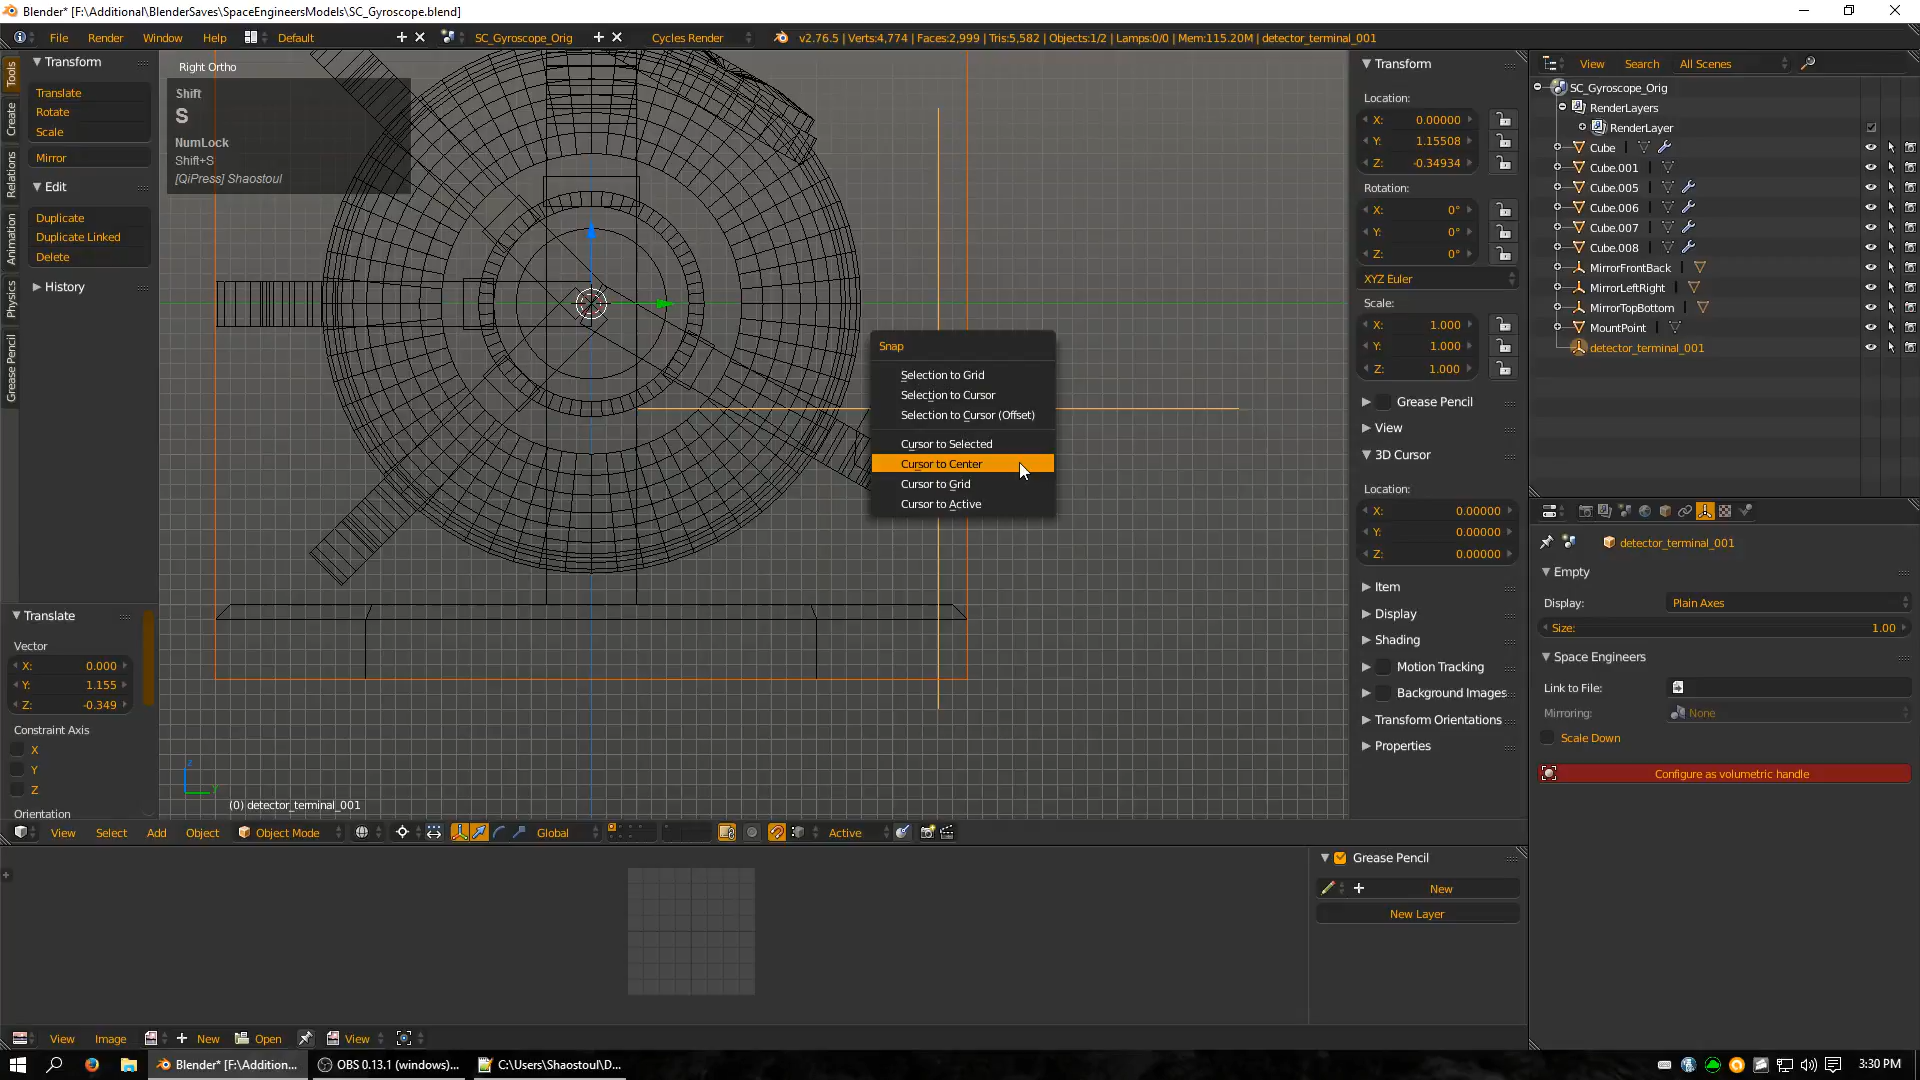 Blender* [F:\Additional\BlenderSaves\SpaceEngineersModels\SC_Gyroscope.blend]
File Render Window Help Default SC_Gyroscope_Orig Cycles Render v2.76.5 | Verts:4,774 | Faces:2,999 | Tris:5,582 | Objects:1/2 | Lamps:0/0 | Mem:115.20M | detector_terminal_001
Tools
Create
Relations
Animation
Physics
Grease Pencil
Transform
Translate
Rotate
Scale
Mirror
Edit
Duplicate
Duplicate Linked
Delete
History
Translate
Vector
X: 0.000
Y: 1.155
Z: -0.349
Constraint Axis
X
Y
Z
Orientation
Right Ortho
Shift
S
NumLock
Shift+S
[QiPress] Shaostoul
Snap
Selection to Grid
Selection to Cursor
Selection to Cursor (Offset)
Cursor to Selected
Cursor to Center
Cursor to Grid
Cursor to Active
z
y
(0) detector_terminal_001
View Select Add Object Object Mode Global Active
Transform
Location:
X: 0.00000
Y: 1.15508
Z: -0.34934
Rotation:
X: 0°
Y: 0°
Z: 0°
XYZ Euler
Scale:
X: 1.000
Y: 1.000
Z: 1.000
Grease Pencil
View
3D Cursor
Location:
X: 0.00000
Y: 0.00000
Z: 0.00000
Item
Display
Shading
Motion Tracking
Background Images
Transform Orientations
Properties
View Search All Scenes
SC_Gyroscope_Orig
RenderLayers
RenderLayer
Cube
Cube.001
Cube.005
Cube.006
Cube.007
Cube.008
MirrorFrontBack
MirrorLeftRight
MirrorTopBottom
MountPoint
detector_terminal_001
detector_terminal_001
Empty
Display: Plain Axes
Size: 1.00
Space Engineers
Link to File:
Mirroring: None
Scale Down
Configure as volumetric handle
Grease Pencil
New
New Layer
View Image New Open View
Blender* [F:\Addition... OBS 0.13.1 (windows)... C:\Users\Shaostoul\D... 3:30 PM